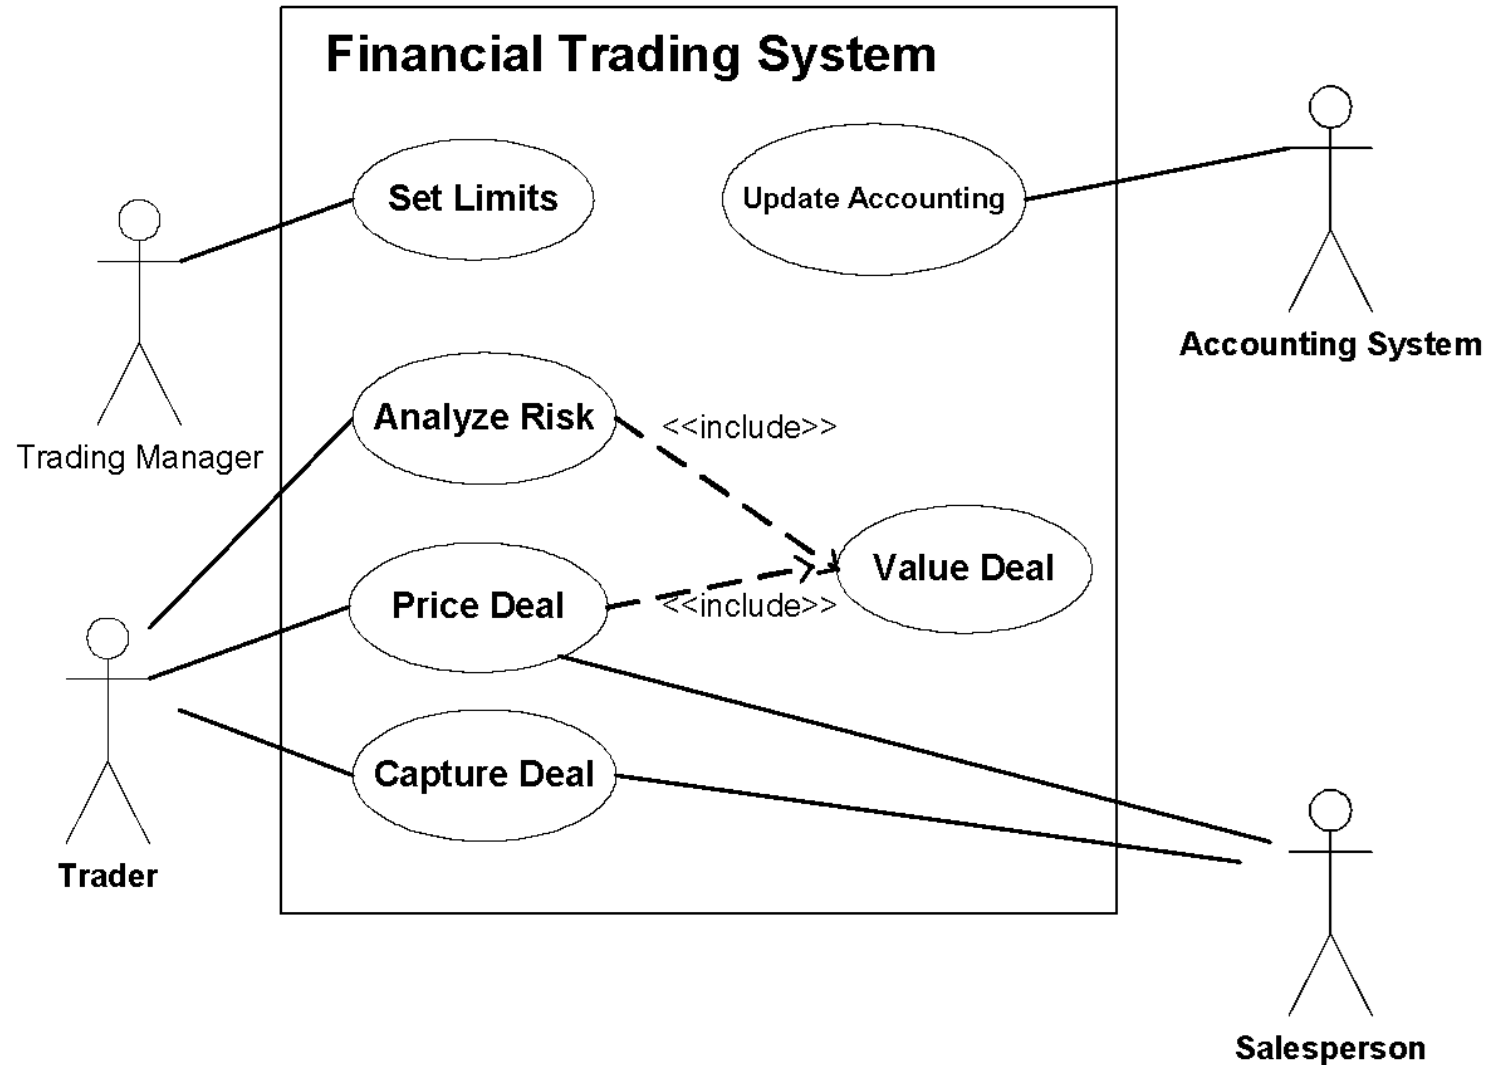 Financial Trading System
Set Limits
Update Accounting
Accounting System
Analyze Risk
<<include>>
Trading Manager
Value Deal
Price Deal
<<include>>
Capture Deal
Trader
Salesperson